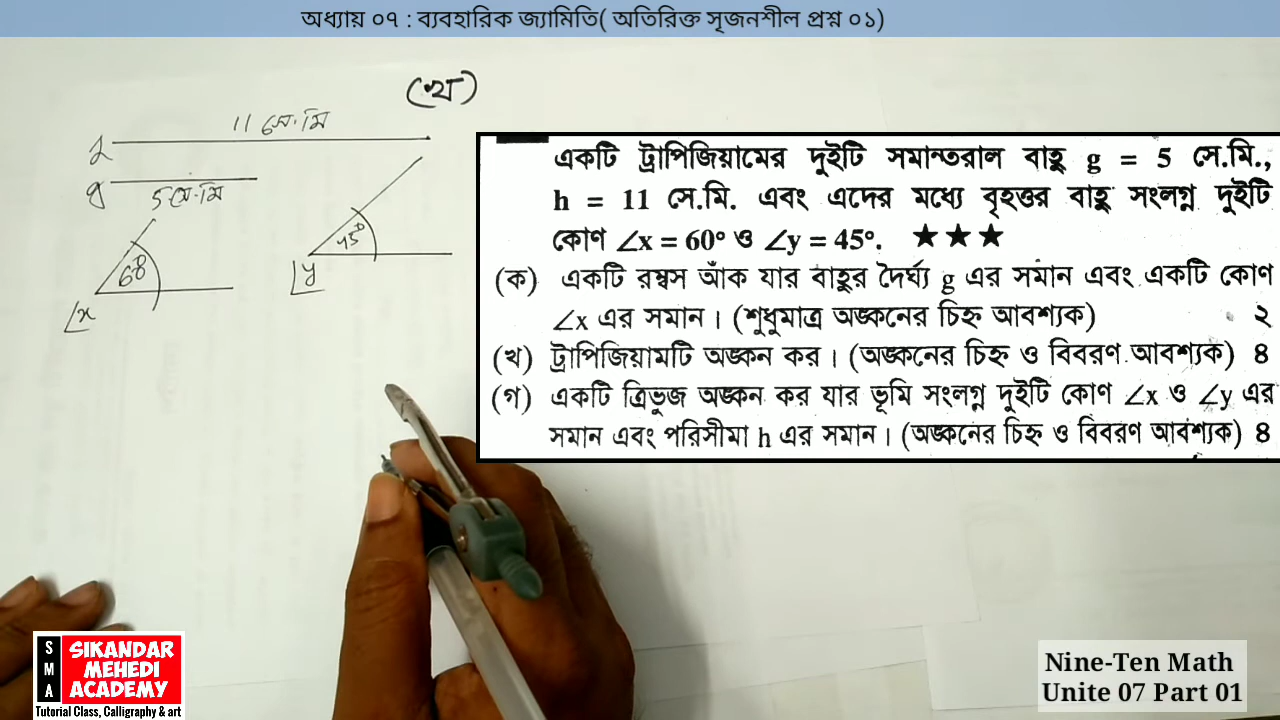 অধ্যায় ০৭ : ব্যবহারিক জ্যামিতি( অতিরিক্ত সৃজনশীল প্রশ্ন ০১)
(খ)
11 সে.মি
h
g
5 সে.মি
60°
∠x
45°
∠y
একটি ট্রাপিজিয়ামের দুইটি সমান্তরাল বাহু g = 5 সে.মি.,
h = 11 সে.মি. এবং এদের মধ্যে বৃহত্তর বাহু সংলগ্ন দুইটি
কোণ ∠x = 60° ও ∠y = 45°. ★★★
(ক) একটি রম্বস আঁক যার বাহুর দৈর্ঘ্য g এর সমান এবং একটি কোণ
∠x এর সমান। (শুধুমাত্র অঙ্কনের চিহ্ন আবশ্যক) ২
(খ) ট্রাপিজিয়ামটি অঙ্কন কর। (অঙ্কনের চিহ্ন ও বিবরণ আবশ্যক) ৪
(গ) একটি ত্রিভুজ অঙ্কন কর যার ভূমি সংলগ্ন দুইটি কোণ ∠x ও ∠y এর
সমান এবং পরিসীমা h এর সমান। (অঙ্কনের চিহ্ন ও বিবরণ আবশ্যক) ৪
S M A
SIKANDAR
MEHEDI
ACADEMY
Tutorial Class, Calligraphy & art
Nine-Ten Math
Unite 07 Part 01